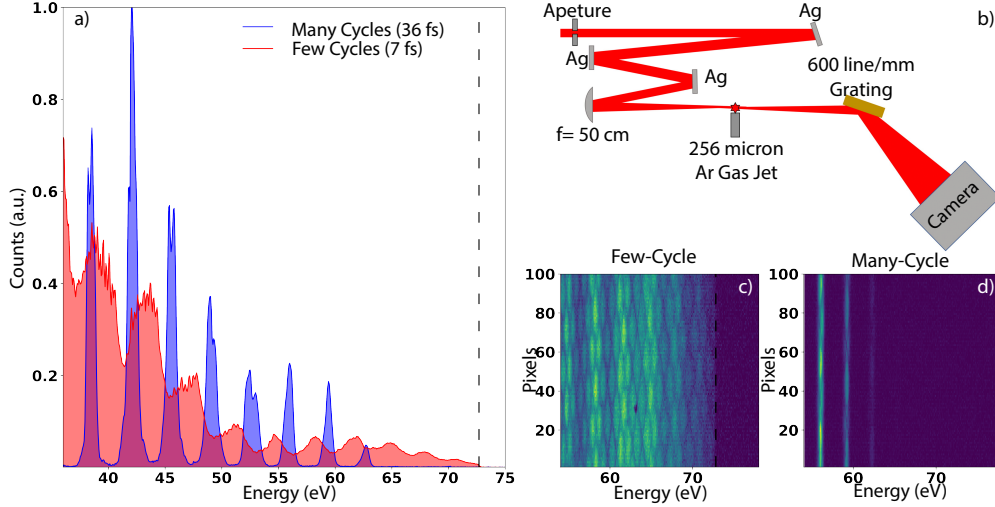 a)
Many Cycles (36 fs)
Few Cycles (7 fs)
1.0
0.8
0.6
0.4
0.2
Counts (a.u.)
40 45 50 55 60 65 70 75
Energy (eV)
b)
Apeture
Ag
Ag
Ag
600 line/mm
Grating
f= 50 cm
256 micron
Ar Gas Jet
Camera
Few-Cycle
c)
100
80
60
40
20
Pixels
60 70
Energy (eV)
Many-Cycle
d)
100
80
60
40
20
Pixels
60 70
Energy (eV)